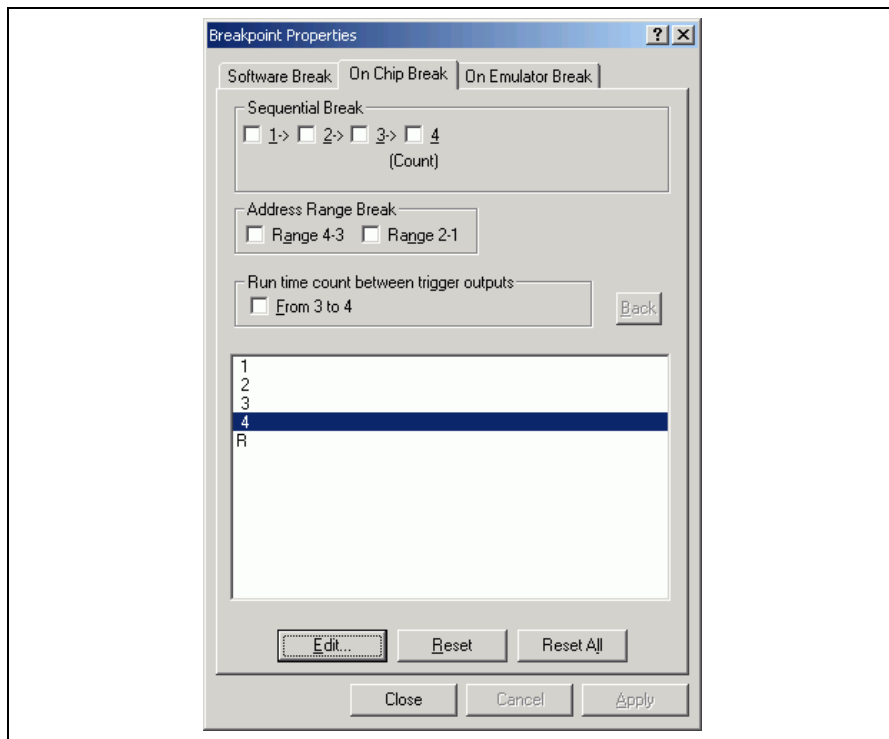 Breakpoint Properties
Software Break On Chip Break On Emulator Break
Sequential Break
1-> 2-> 3-> 4
(Count)
Address Range Break
Range 4-3 Range 2-1
Run time count between trigger outputs
From 3 to 4
Back
1
2
3
4
R
Edit... Reset Reset All
Close Cancel Apply